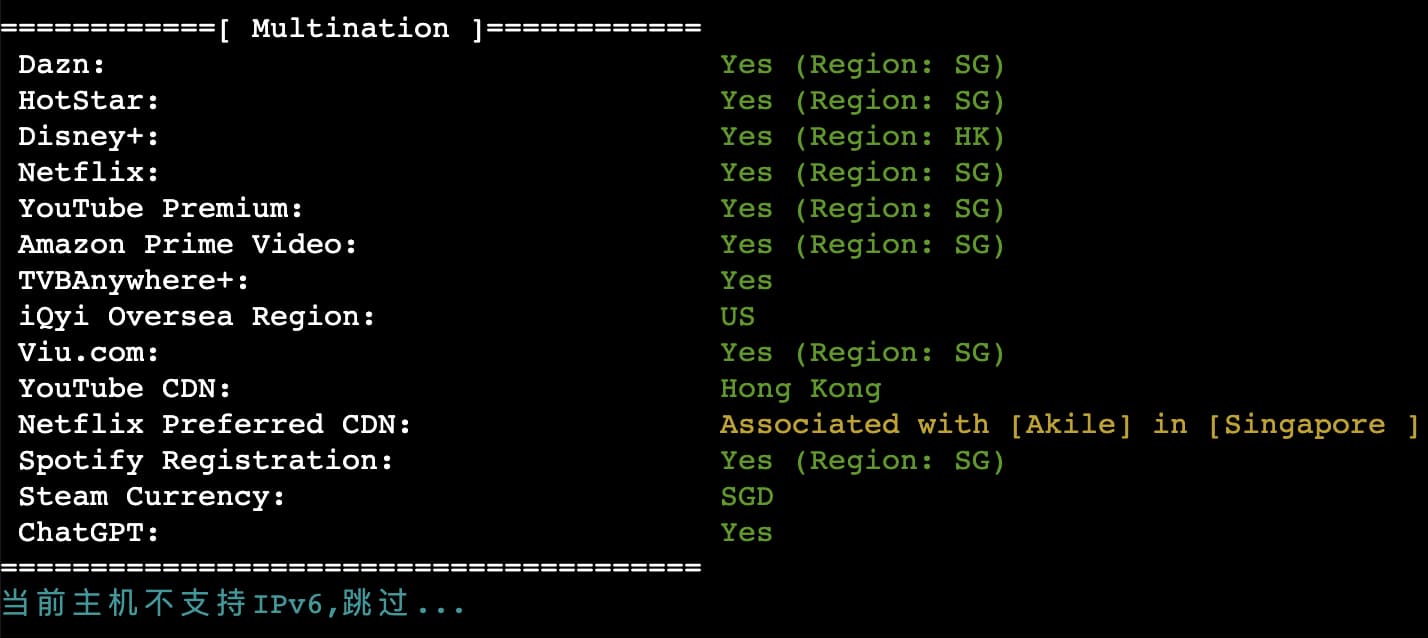 ============[ Multination ]============
Dazn: Yes (Region: SG)
HotStar: Yes (Region: SG)
Disney+: Yes (Region: HK)
Netflix: Yes (Region: SG)
YouTube Premium: Yes (Region: SG)
Amazon Prime Video: Yes (Region: SG)
TVBAnywhere+: Yes
iQyi Oversea Region: US
Viu.com: Yes (Region: SG)
YouTube CDN: Hong Kong
Netflix Preferred CDN: Associated with [Akile] in [Singapore ]
Spotify Registration: Yes (Region: SG)
Steam Currency: SGD
ChatGPT: Yes
=======================================
当前主机不支持IPv6,跳过...